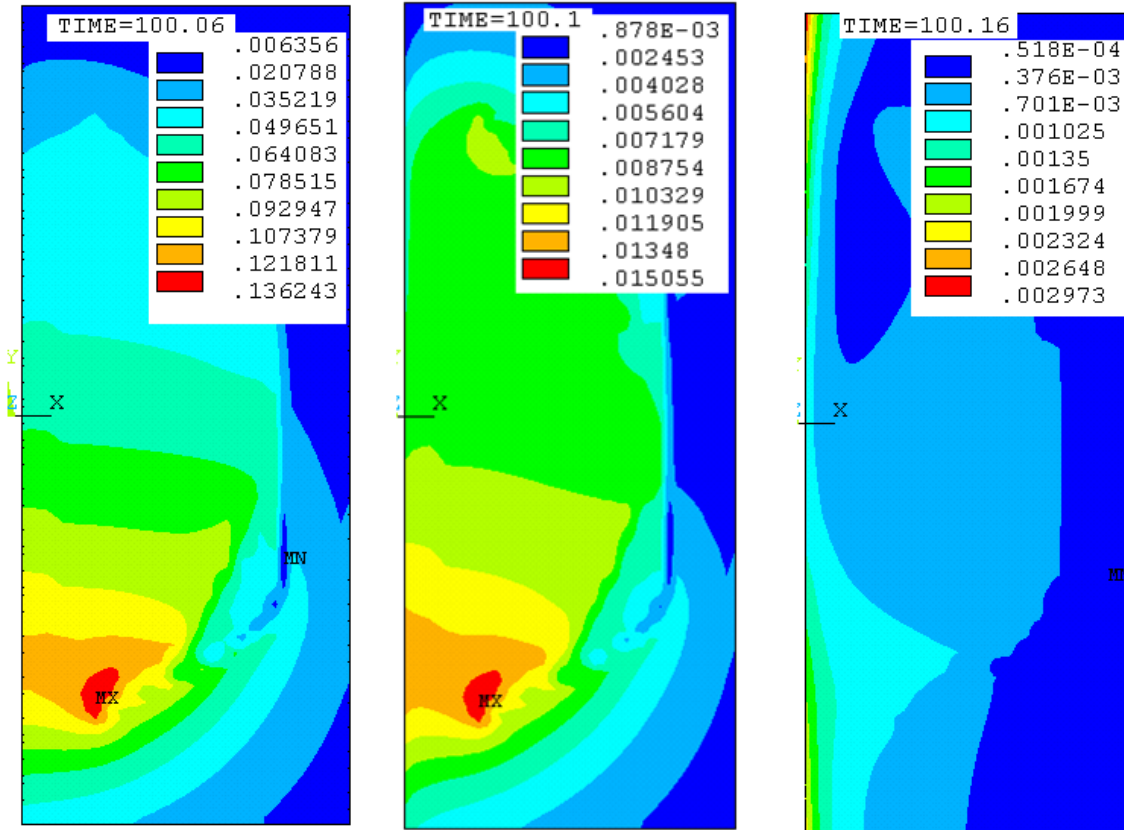 TIME=100.06
.006356
.020788
.035219
.049651
.064083
.078515
.092947
.107379
.121811
.136243
Y
Z X
MN
MX
TIME=100.1
.878E-03
.002453
.004028
.005604
.007179
.008754
.010329
.011905
.01348
.015055
X
MX
TIME=100.16
.518E-04
.376E-03
.701E-03
.001025
.00135
.001674
.001999
.002324
.002648
.002973
X